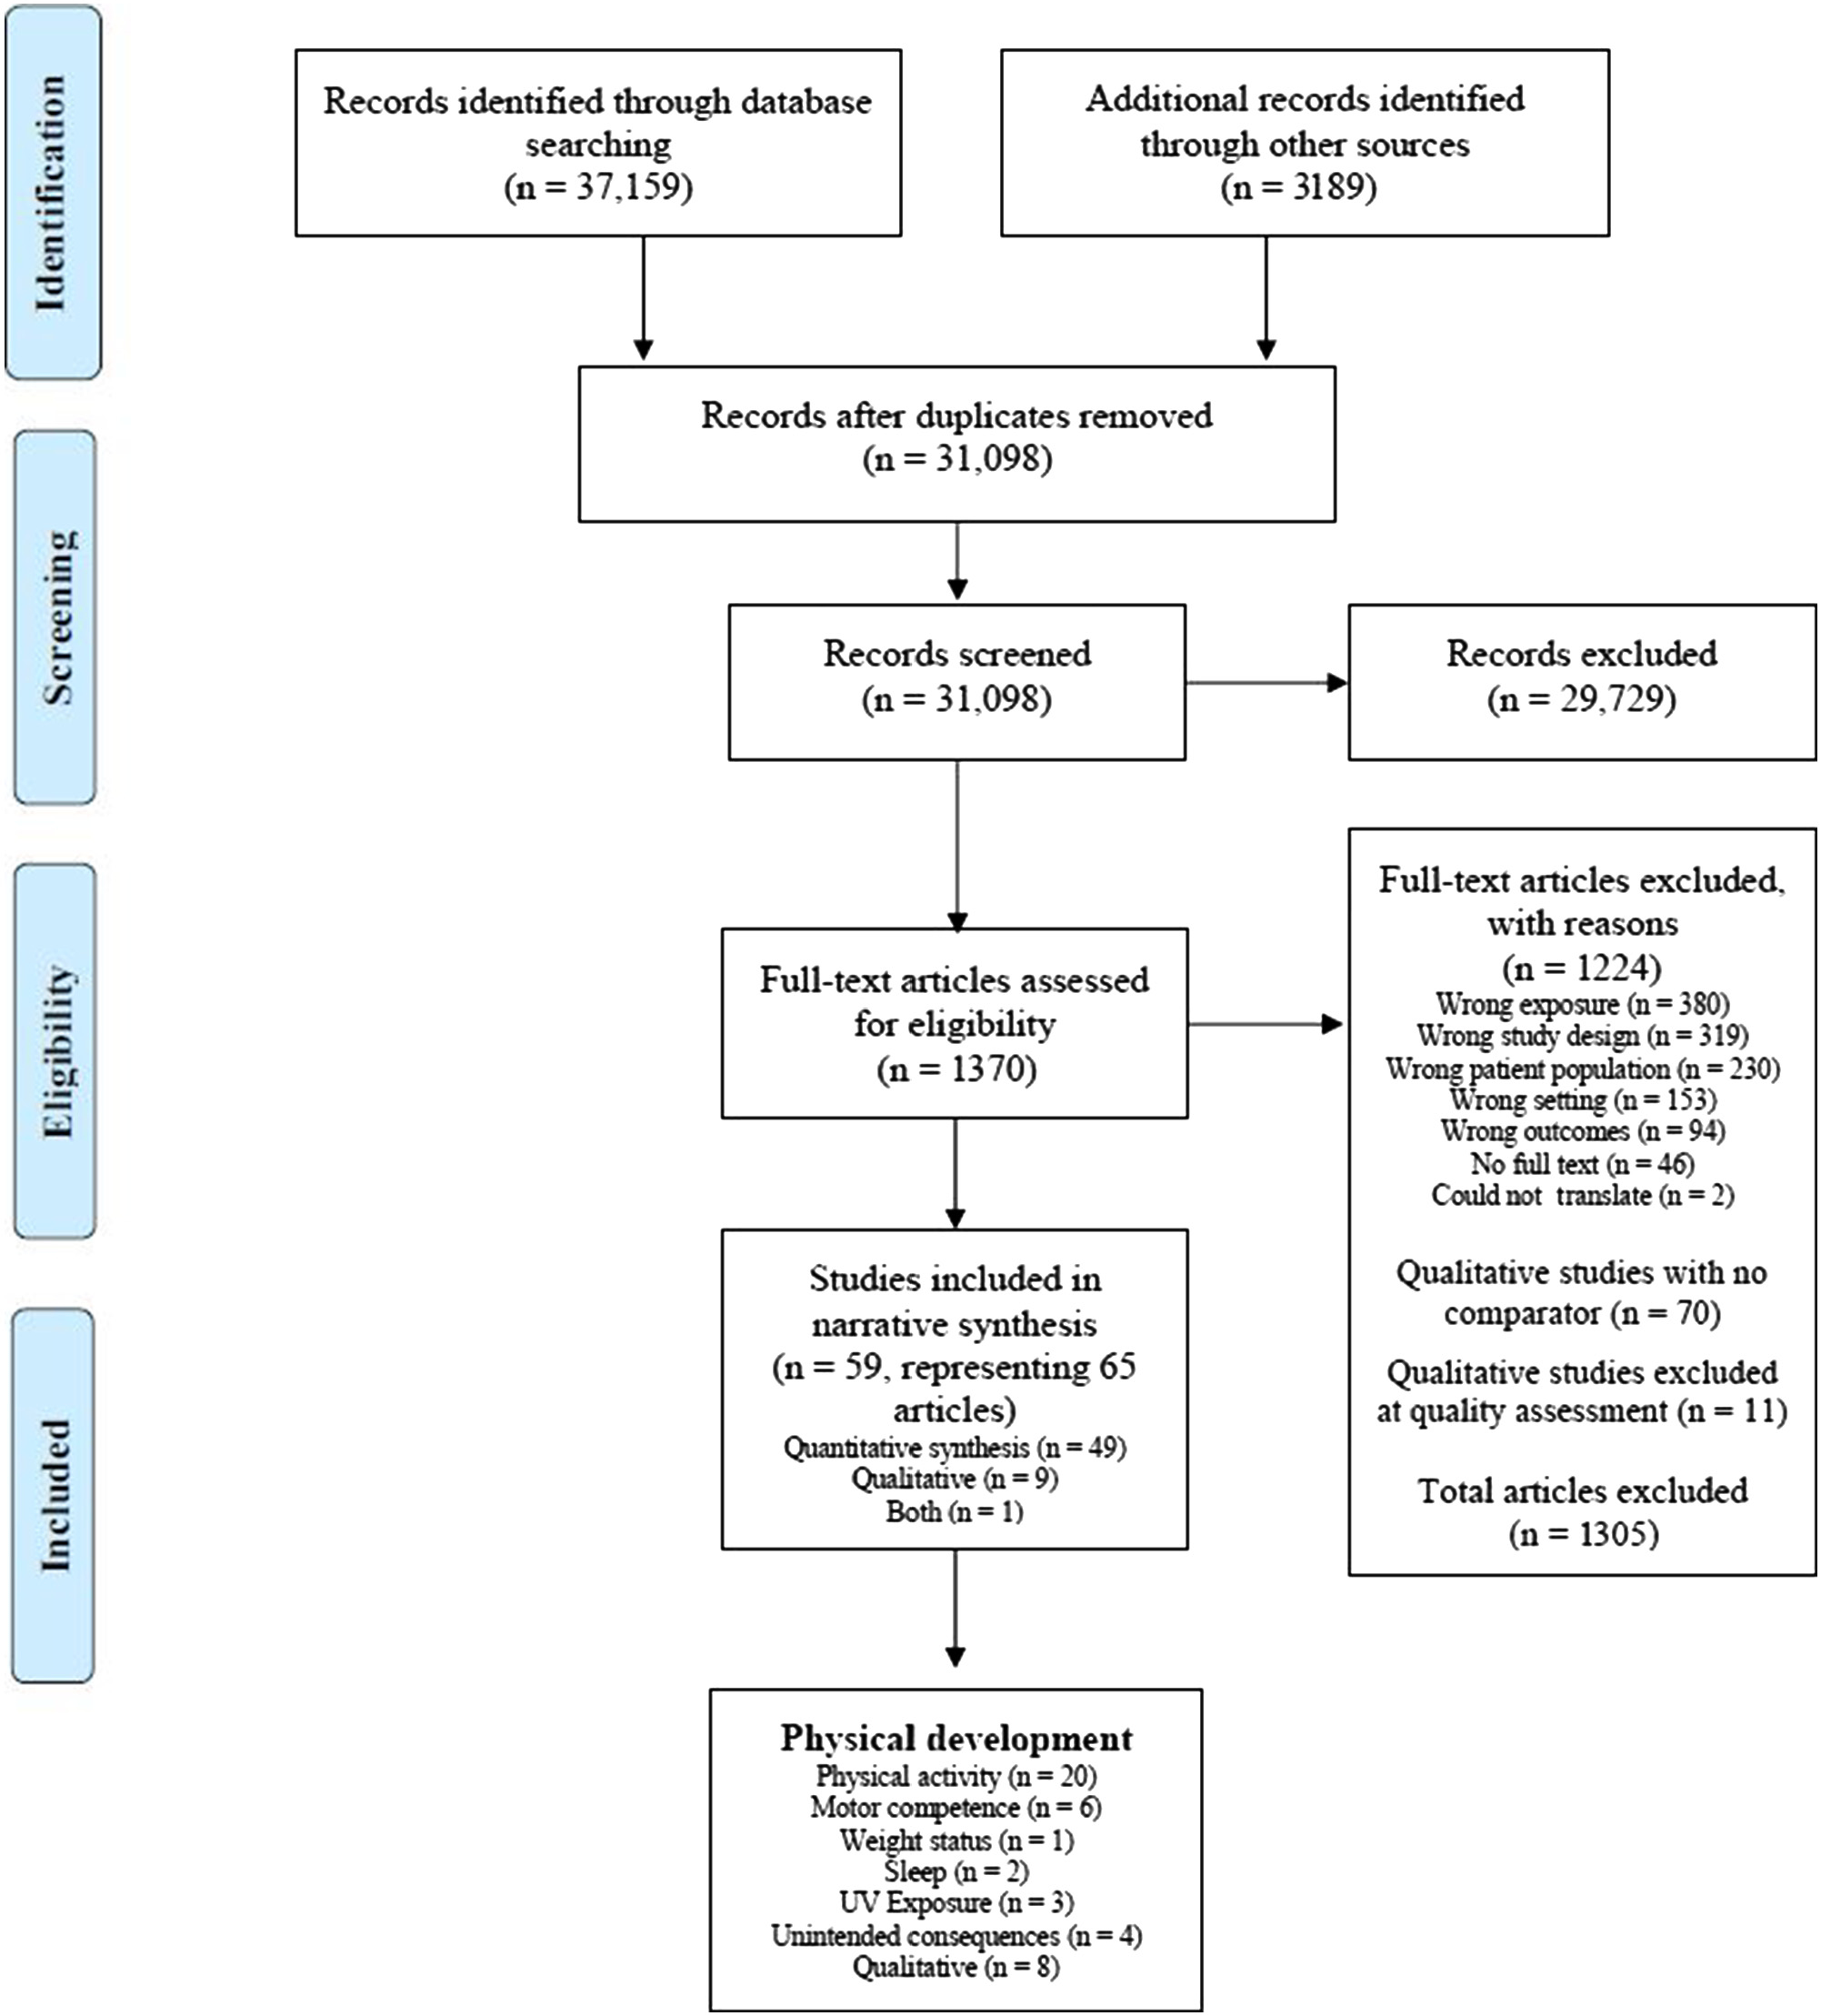 Identification
Records identified through database
searching
(n = 37,159)
Additional records identified
through other sources
(n = 3189)
Records after duplicates removed
(n = 31,098)
Screening
Records screened
(n = 31,098)
Records excluded
(n = 29,729)
Eligibility
Full-text articles assessed
for eligibility
(n = 1370)
Full-text articles excluded,
with reasons
(n = 1224)
Wrong exposure (n = 380)
Wrong study design (n = 319)
Wrong patient population (n = 230)
Wrong setting (n = 153)
Wrong outcomes (n = 94)
No full text (n = 46)
Could not translate (n = 2)
Qualitative studies with no
comparator (n = 70)
Qualitative studies excluded
at quality assessment (n = 11)
Total articles excluded
(n = 1305)
Included
Studies included in
narrative synthesis
(n = 59, representing 65
articles)
Quantitative synthesis (n = 49)
Qualitative (n = 9)
Both (n = 1)
Physical development
Physical activity (n = 20)
Motor competence (n = 6)
Weight status (n = 1)
Sleep (n = 2)
UV Exposure (n = 3)
Unintended consequences (n = 4)
Qualitative (n = 8)